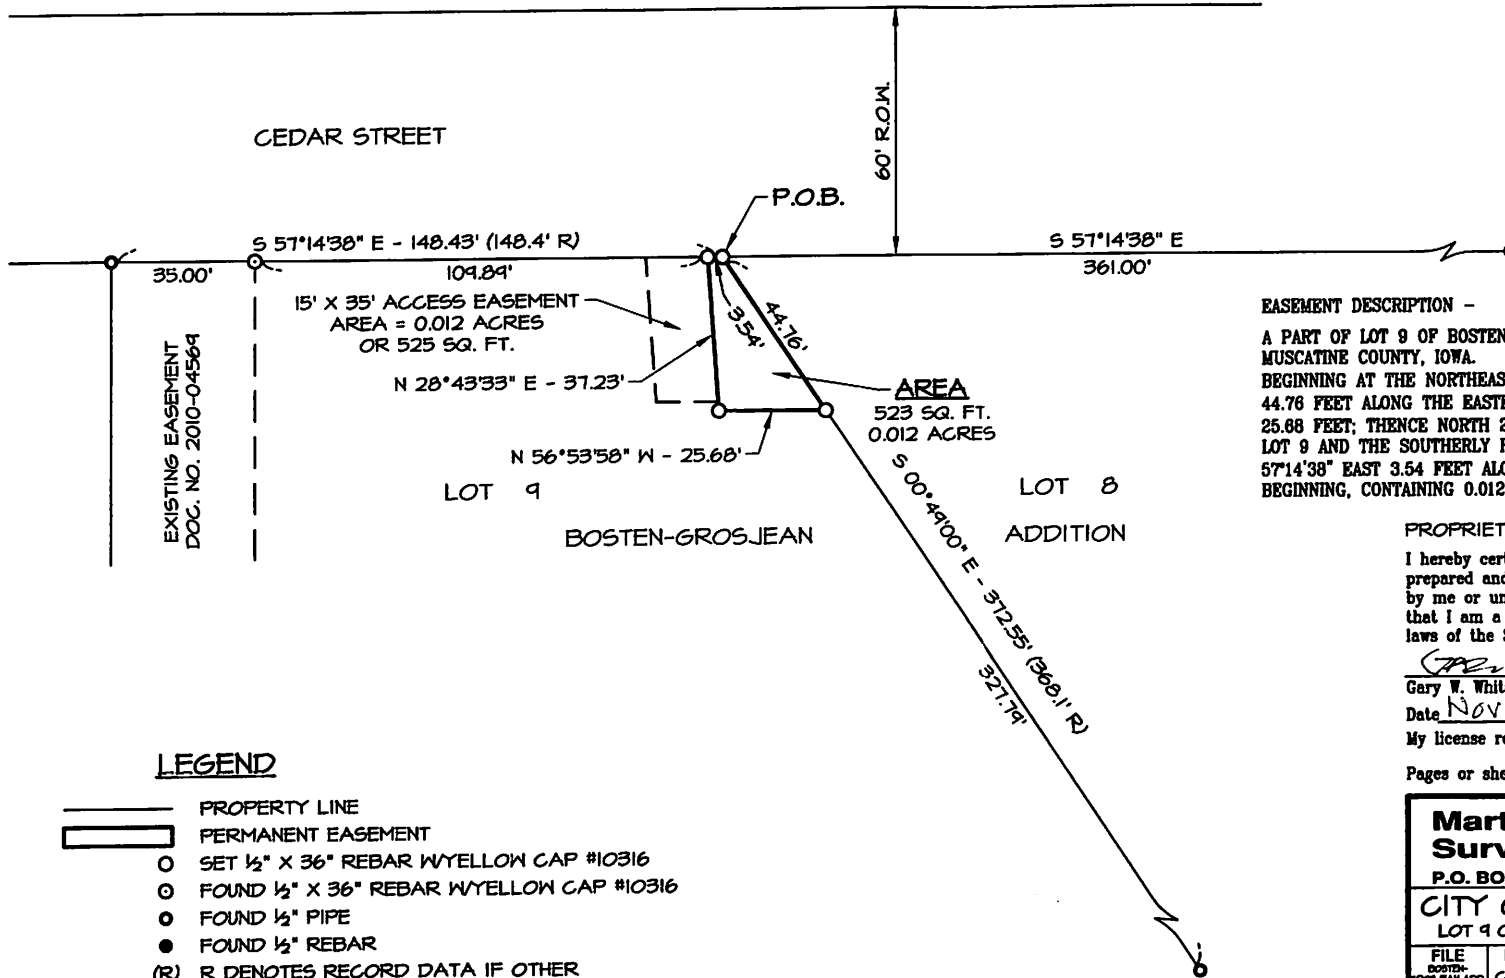 CEDAR STREET
60' R.O.W.
P.O.B.
S 57°14'38" E - 148.43' (148.4' R)
S 57°14'38" E
35.00'
109.89'
361.00'
15' X 35' ACCESS EASEMENT
AREA = 0.012 ACRES
OR 525 SQ. FT.
3.54'
44.76'
EXISTING EASEMENT
DOC. NO. 2010-04569
N 28°43'33" E - 37.23'
AREA
523 SQ. FT.
0.012 ACRES
N 56°53'58" W - 25.68'
LOT 9
LOT 8
BOSTEN-GROSJEAN
ADDITION
S 00°49'00" E - 372.55' (368.1' R)
327.79'
EASEMENT DESCRIPTION -
A PART OF LOT 9 OF BOSTEN
MUSCATINE COUNTY, IOWA.
BEGINNING AT THE NORTHEAS
44.76 FEET ALONG THE EASTE
25.68 FEET; THENCE NORTH 2
LOT 9 AND THE SOUTHERLY R
57°14'38" EAST 3.54 FEET ALO
BEGINNING, CONTAINING 0.012
PROPRIET
I hereby cert
prepared and
by me or un
that I am a
laws of the S
Gary W. Whit
Date Nov
My license re
Pages or she
LEGEND
PROPERTY LINE
PERMANENT EASEMENT
SET ½" X 36" REBAR W/YELLOW CAP #10316
FOUND ½" X 36" REBAR W/YELLOW CAP #10316
FOUND ½" PIPE
FOUND ½" REBAR
(R) R DENOTES RECORD DATA IF OTHER
Mart
Surv
P.O. BO
CITY
LOT 9 O
FILE
BOSTEN-